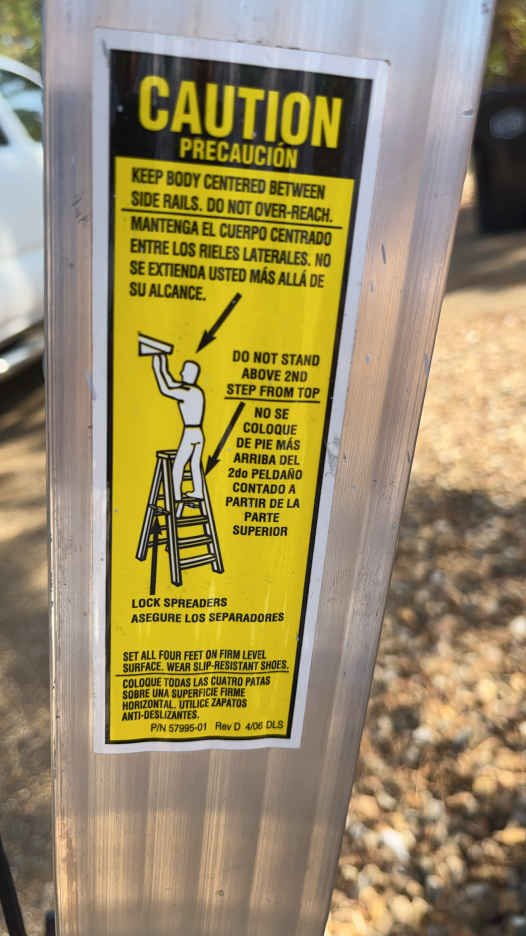 CAUTION
PRECAUCIÓN
KEEP BODY CENTERED BETWEEN
SIDE RAILS. DO NOT OVER-REACH.
MANTENGA EL CUERPO CENTRADO
ENTRE LOS RIELES LATERALES. NO
SE EXTIENDA USTED MÁS ALLÁ DE
SU ALCANCE.
DO NOT STAND
ABOVE 2ND
STEP FROM TOP
NO SE
COLOQUE
DE PIE MÁS
ARRIBA DEL
2do PELDAÑO
CONTADO A
PARTIR DE LA
PARTE
SUPERIOR
LOCK SPREADERS
ASEGURE LOS SEPARADORES
SET ALL FOUR FEET ON FIRM LEVEL
SURFACE. WEAR SLIP-RESISTANT SHOES.
COLOQUE TODAS LAS CUATRO PATAS
SOBRE UNA SUPERFICIE FIRME
HORIZONTAL. UTILICE ZAPATOS
ANTI-DESLIZANTES.
P/N 57995-01 Rev D 4/06 DLS